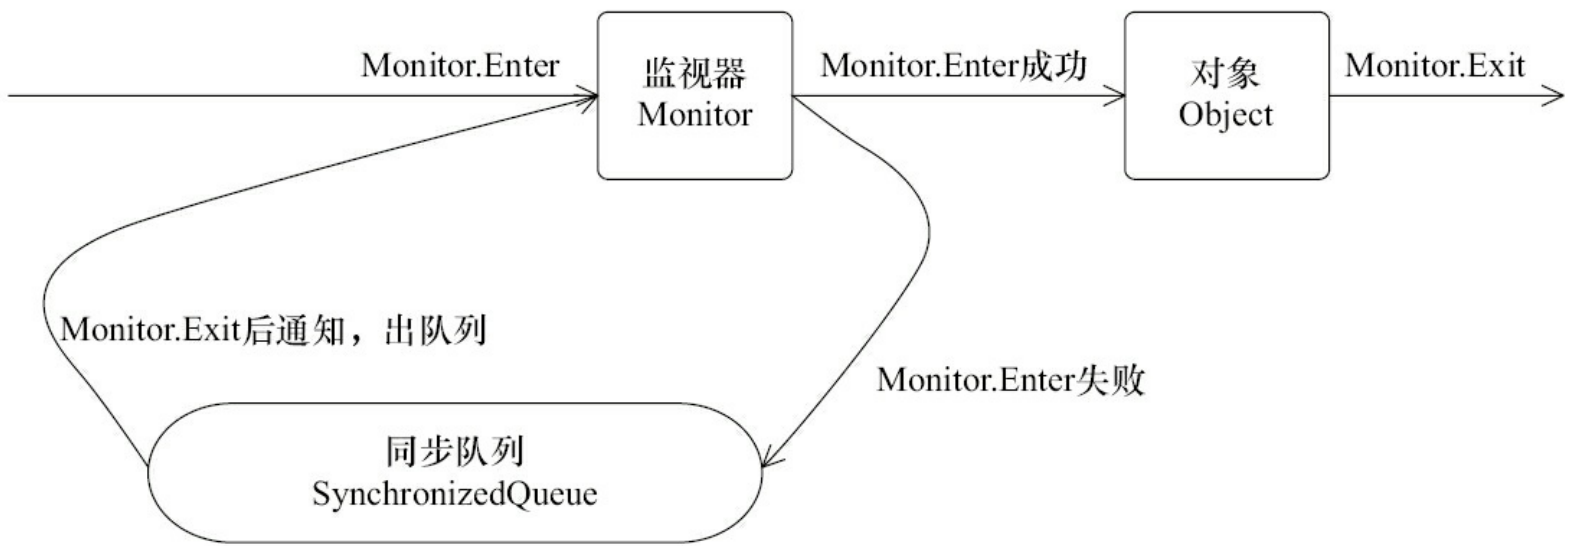 Monitor.Enter
监视器
Monitor
Monitor.Enter成功
对象
Object
Monitor.Exit
Monitor.Exit后通知，出队列
Monitor.Enter失败
同步队列
SynchronizedQueue